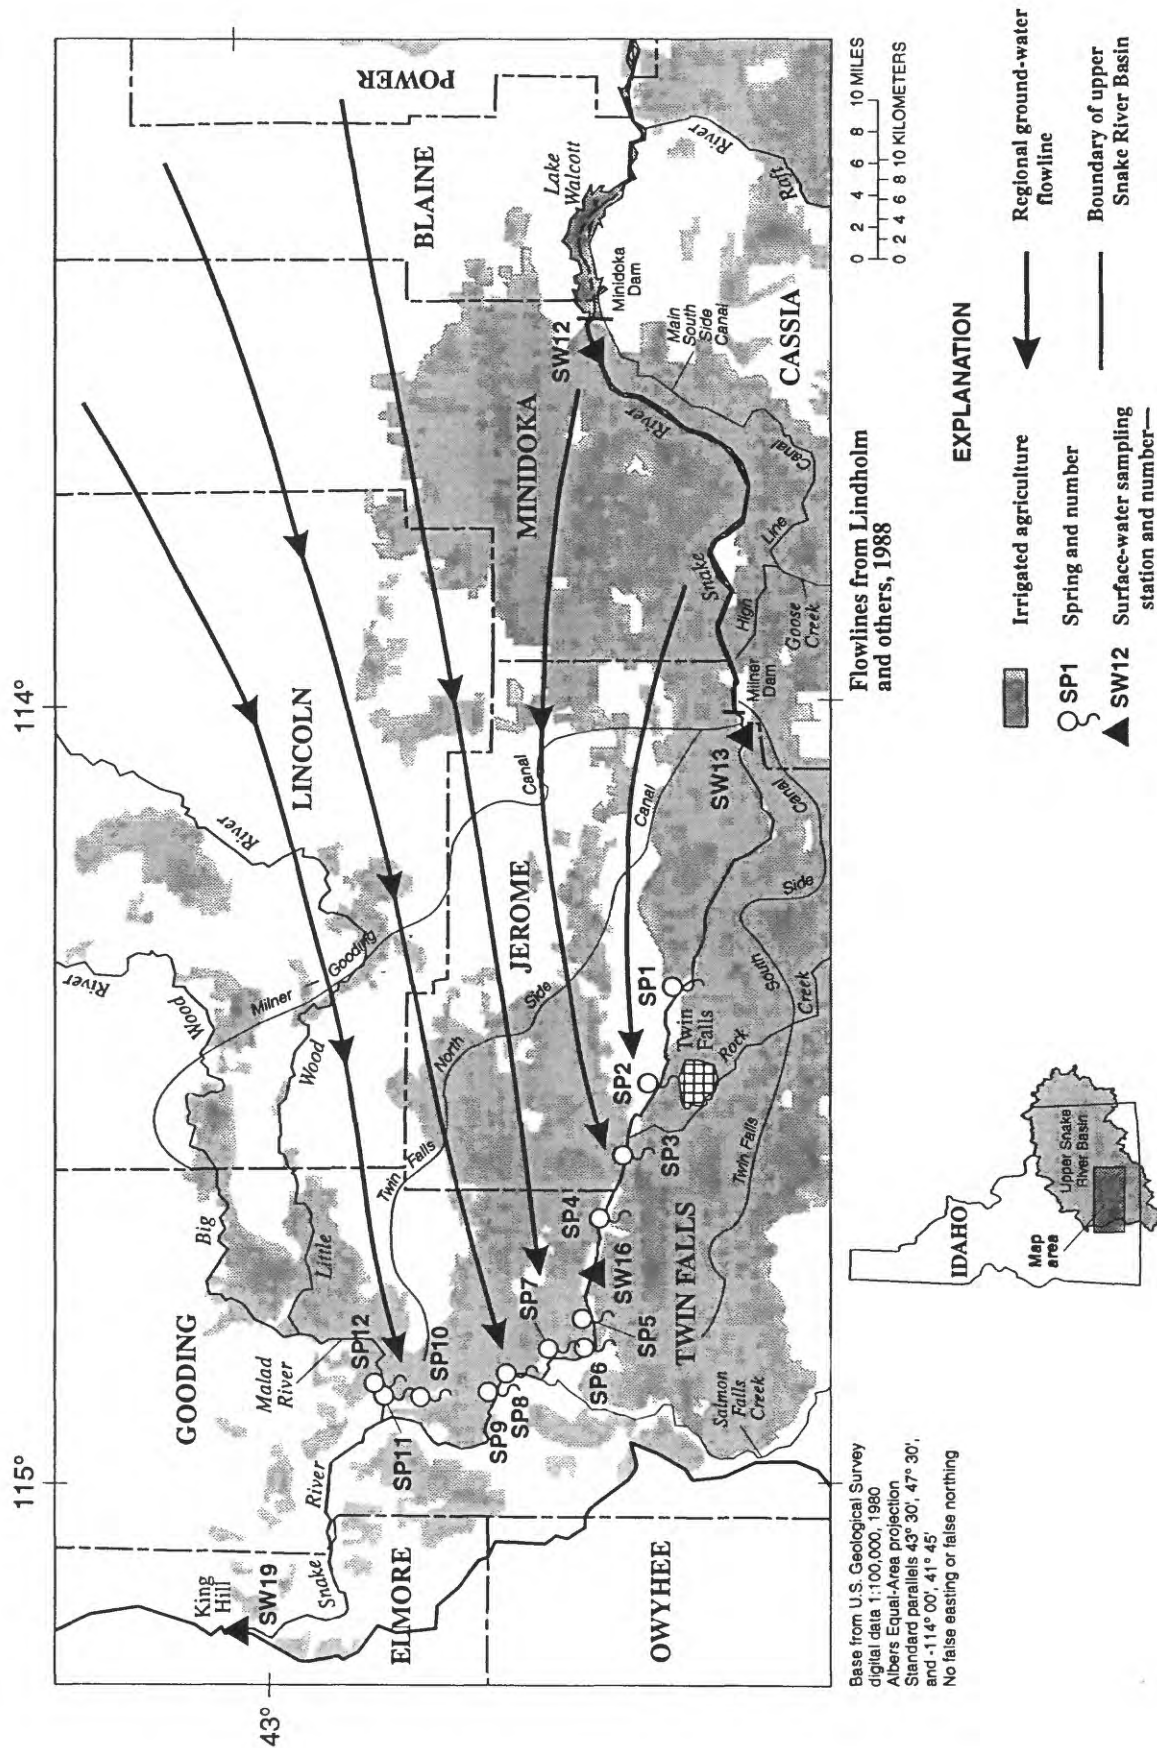 115°
114°
43°
King
Hill
SW19
Snake
River
ELMORE
OWYHEE
GOODING
Malad
River
Big
Wood
River
Little
Wood
River
Milner
Gooding
Canal
LINCOLN
BLAINE
POWER
SP12
SP11
SP10
SP9
SP8
SP7
SP6
SP5
SW16
SP4
SP3
SP2
SP1
Twin Falls
North
Side
Canal
JEROME
MINIDOKA
Lake
Walcott
Minidoka
Dam
SW12
Main
South
Side
Canal
River
Snake
Raft
River
CASSIA
High
Line
Canal
Goose
Creek
Milner
Dam
SW13
Twin
Falls
Rock
Creek
Twin Falls
South
Side
Canal
TWIN FALLS
Salmon
Falls
Creek
Base from U.S. Geological Survey
digital data 1:100,000, 1980
Albers Equal-Area projection
Standard parallels 43° 30', 47° 30',
and -114° 00', 41° 45'
No false easting or false northing
IDAHO
Upper Snake
River Basin
Map
area
Flowlines from Lindholm
and others, 1988
0 2 4 6 8 10 MILES
0 2 4 6 8 10 KILOMETERS
EXPLANATION
Irrigated agriculture
SP1 Spring and number
SW12 Surface-water sampling
station and number—
Regional ground-water
flowline
Boundary of upper
Snake River Basin